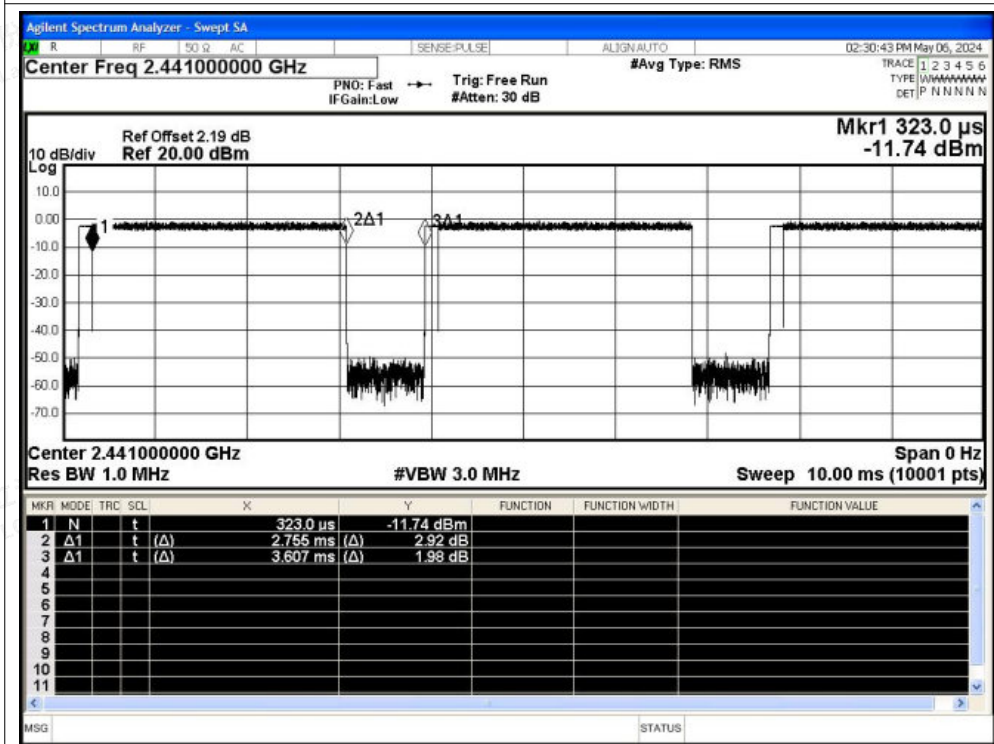 Agilent Spectrum Analyzer - Swept SA
LXI R RF 50 Ω AC SENSE:PULSE ALIGN AUTO 02:30:43 PM May 06, 2024
Center Freq 2.441000000 GHz
PNO: Fast
IFGain:Low
Trig: Free Run
#Atten: 30 dB
#Avg Type: RMS
TRACE 1 2 3 4 5 6
TYPE WWWWWW
DET P N N N N N
Mkr1 323.0 µs
-11.74 dBm
Ref Offset 2.19 dB
10 dB/div Ref 20.00 dBm
Log
10.0
0.00
-10.0
-20.0
-30.0
-40.0
-50.0
-60.0
-70.0
1
2Δ1
3Δ1
Center 2.441000000 GHz Span 0 Hz
Res BW 1.0 MHz #VBW 3.0 MHz Sweep 10.00 ms (10001 pts)
MKR MODE TRC SCL X Y FUNCTION FUNCTION WIDTH FUNCTION VALUE
1 N t 323.0 µs -11.74 dBm
2 Δ1 t (Δ) 2.755 ms (Δ) 2.92 dB
3 Δ1 t (Δ) 3.607 ms (Δ) 1.98 dB
4
5
6
7
8
9
10
11
MSG STATUS